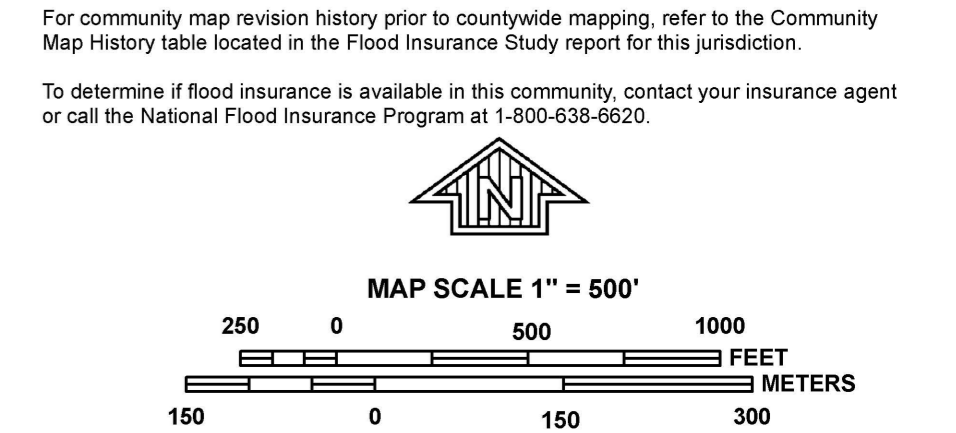 For community map revision history prior to countywide mapping, refer to the Community
Map History table located in the Flood Insurance Study report for this jurisdiction.
To determine if flood insurance is available in this community, contact your insurance agent
or call the National Flood Insurance Program at 1-800-638-6620.
N
MAP SCALE 1" = 500'
250 0 500 1000
FEET
METERS
150 0 150 300